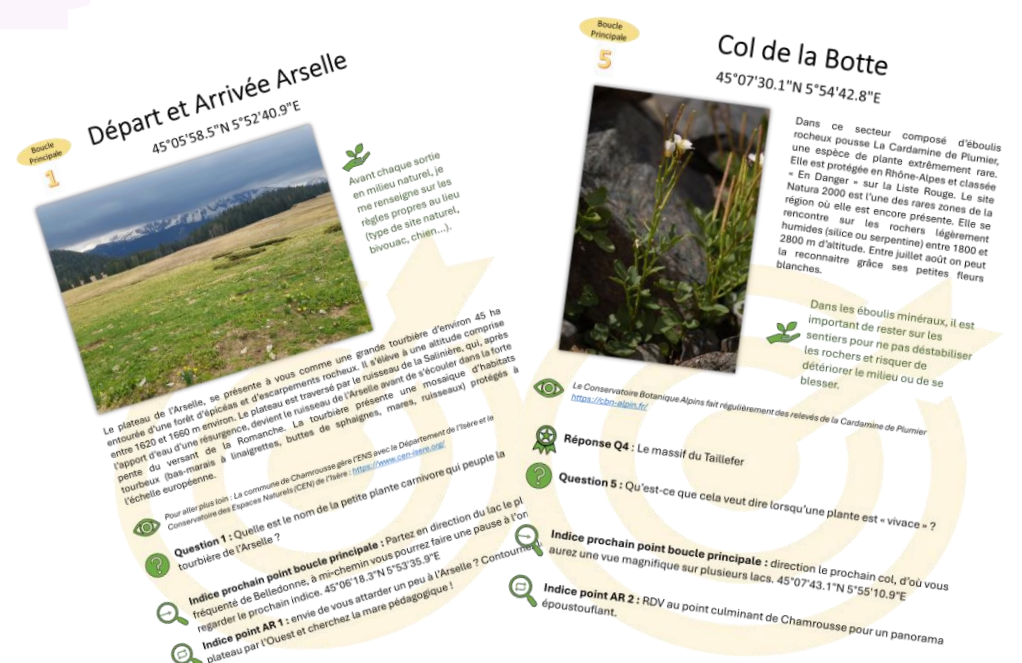 Boucle
Principale
1
Départ et Arrivée Arselle
45°05'58.5"N 5°52'40.9"E
Avant chaque sortie
en milieu naturel, je
me renseigne sur les
règles propres au lieu
(type de site naturel,
bivouac, chien...).
Le plateau de l'Arselle, se présente à vous comme une grande tourbière d'environ 45 ha
entourée d'une forêt d'épicéas et d'escarpements rocheux. Il s'élève à une altitude comprise
entre 1620 et 1660 m environ. Le plateau est traversé par le ruisseau de la Salinière, qui, après
l'apport d'eau d'une résurgence, devient le ruisseau de l'Arselle avant de s'écouler dans la forte
pente du versant de la Romanche. La tourbière présente une mosaïque d'habitats
tourbeux (bas-marais à linaigrettes, buttes de sphaignes, mares, ruisseaux) protégés à
l'échelle européenne.
Pour aller plus loin : La commune de Chamrousse gère l'ENS avec le Département de l'Isère et le
Conservatoire des Espaces Naturels (CEN) de l'Isère : https://www.cen-isere.org/
Question 1 : Quelle est le nom de la petite plante carnivore qui peuple la
tourbière de l'Arselle ?
Indice prochain point boucle principale : Partez en direction du lac le pl
fréquenté de Belledonne, à mi-chemin vous pourrez faire une pause à l'on
regarder le prochain indice. 45°06'18.3"N 5°53'35.9"E
Indice point AR 1 : envie de vous attarder un peu à l'Arselle ? Contourne
plateau par l'Ouest et cherchez la mare pédagogique !
Boucle
Principale
5
Col de la Botte
45°07'30.1"N 5°54'42.8"E
Dans ce secteur composé d'éboulis
rocheux pousse La Cardamine de Plumier,
une espèce de plante extrêmement rare.
Elle est protégée en Rhône-Alpes et classée
« En Danger » sur la Liste Rouge. Le site
Natura 2000 est l'une des rares zones de la
région où elle est encore présente. Elle se
rencontre sur les rochers légèrement
humides (silice ou serpentine) entre 1800 et
2800 m d'altitude. Entre juillet août on peut
la reconnaitre grâce ses petites fleurs
blanches.
Dans les éboulis minéraux, il est
important de rester sur les
sentiers pour ne pas déstabiliser
les rochers et risquer de
détériorer le milieu ou de se
blesser.
Le Conservatoire Botanique Alpins fait régulièrement des relevés de la Cardamine de Plumier
https://cbn-alpin.fr/
Réponse Q4 : Le massif du Taillefer
Question 5 : Qu'est-ce que cela veut dire lorsqu'une plante est « vivace » ?
Indice prochain point boucle principale : direction le prochain col, d'où vous
aurez une vue magnifique sur plusieurs lacs. 45°07'43.1"N 5°55'10.9"E
Indice point AR 2 : RDV au point culminant de Chamrousse pour un panorama
époustouflant.